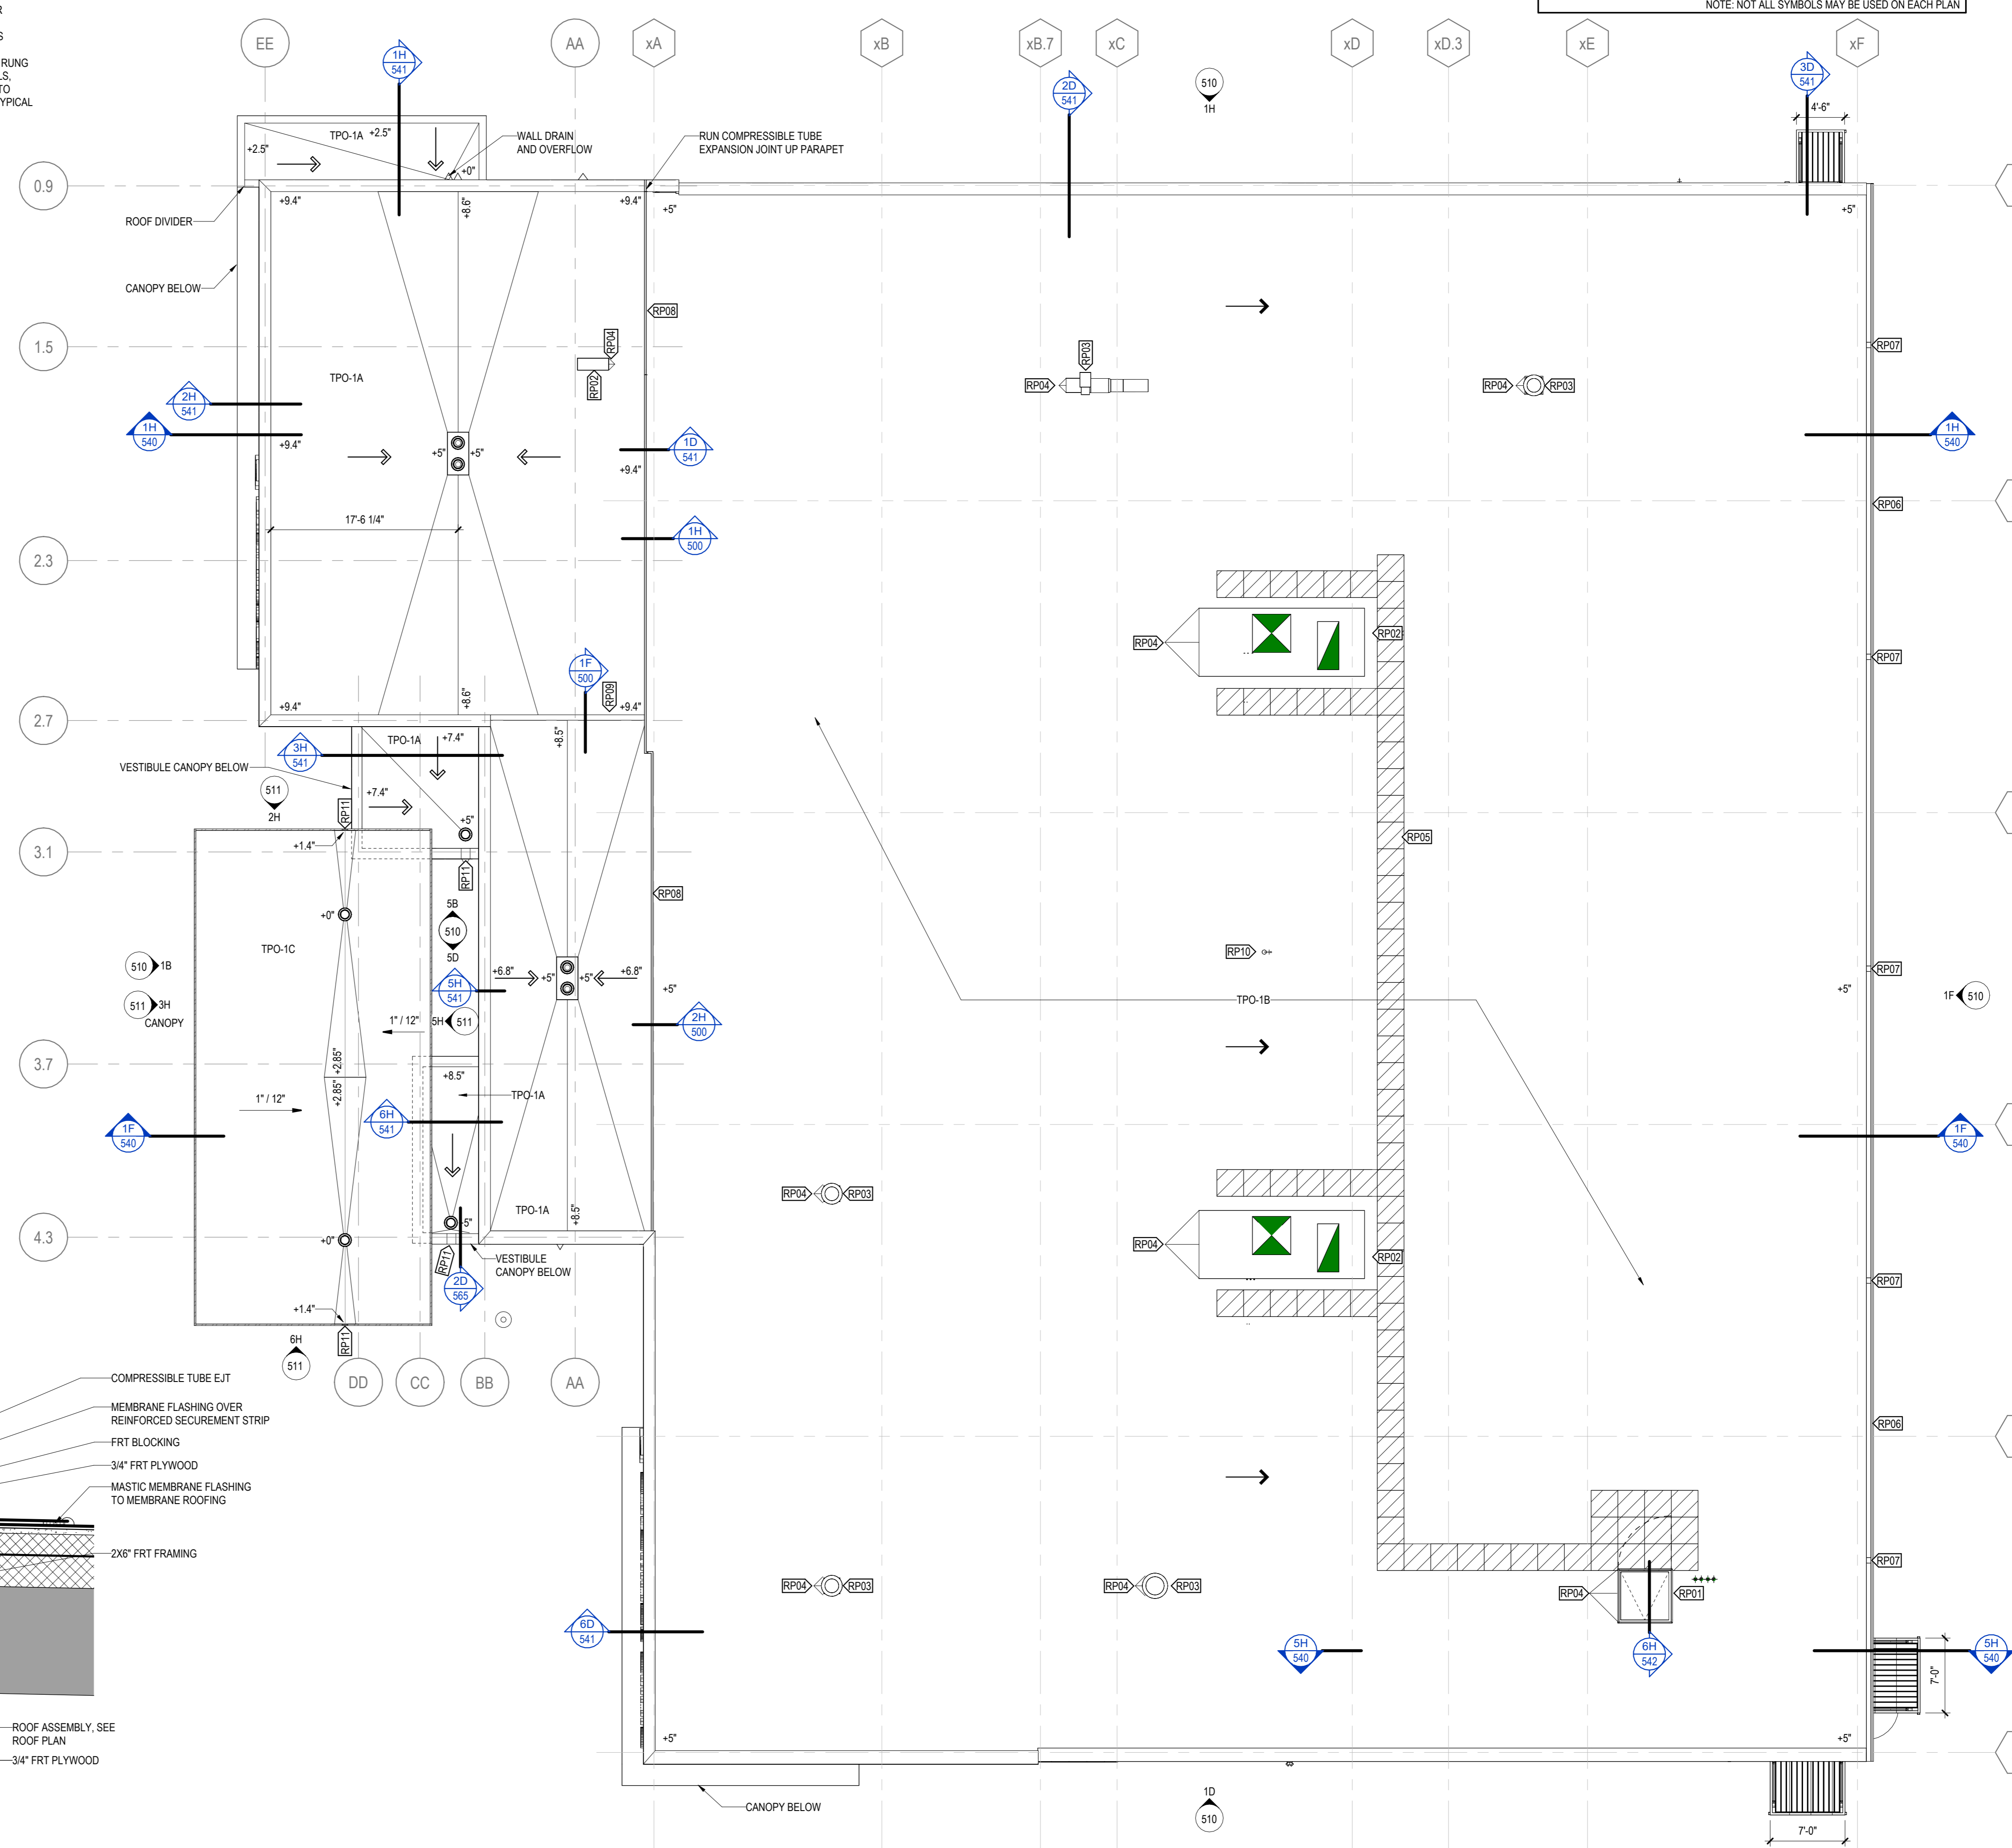 NOTE: NOT ALL SYMBOLS MAY BE USED ON EACH PLAN
R
S
RUNG
LS,
TO
YPICAL
EE
AA
xA
xB
xB.7
xC
xD
xD.3
xE
xF
1H
541
2D
541
510
1H
3D
541
4'-6"
TPO-1A
+2.5"
+2.5"
+0"
WALL DRAIN
AND OVERFLOW
RUN COMPRESSIBLE TUBE
EXPANSION JOINT UP PARAPET
0.9
+9.4"
+8.6"
+9.4"
+5"
+5"
ROOF DIVIDER
CANOPY BELOW
RP08
1.5
RP04
RP02
TPO-1A
RP03
RP04
RP04
RP03
RP07
2H
541
1H
540
+9.4"
+5"
+5"
1D
541
+9.4"
1H
540
RP06
17'-6 1/4"
1H
500
2.3
RP04
RP02
RP07
1F
500
RP09
+9.4"
+8.6"
+9.4"
2.7
+8.5"
3H
541
TPO-1A
+7.4"
VESTIBULE CANOPY BELOW
511
2H
+7.4"
RP11
+5"
3.1
+1.4"
RP11
RP05
RP08
5B
510
5D
+0"
TPO-1C
510
1B
511
3H
CANOPY
5H
541
+6.8"
+5"
+5"
+6.8"
+5"
RP10
TPO-1B
RP07
+5"
1F
510
1" / 12"
5H
511
2H
500
3.7
+2.85"
+2.85"
+8.5"
TPO-1A
1" / 12"
1F
540
6H
541
1F
540
RP04
RP03
TPO-1A
+8.5"
+5"
4.3
+0"
RP11
VESTIBULE
CANOPY BELOW
2D
565
RP04
RP02
RP07
+1.4"
RP11
6H
511
DD
CC
BB
AA
COMPRESSIBLE TUBE EJT
MEMBRANE FLASHING OVER
REINFORCED SECUREMENT STRIP
FRT BLOCKING
3/4" FRT PLYWOOD
MASTIC MEMBRANE FLASHING
TO MEMBRANE ROOFING
2X6" FRT FRAMING
RP06
RP07
RP04
RP03
RP04
RP03
RP04
RP01
6D
541
5H
540
6H
542
5H
540
7'-0"
ROOF ASSEMBLY, SEE
ROOF PLAN
3/4" FRT PLYWOOD
+5"
+5"
CANOPY BELOW
1D
510
7'-0"